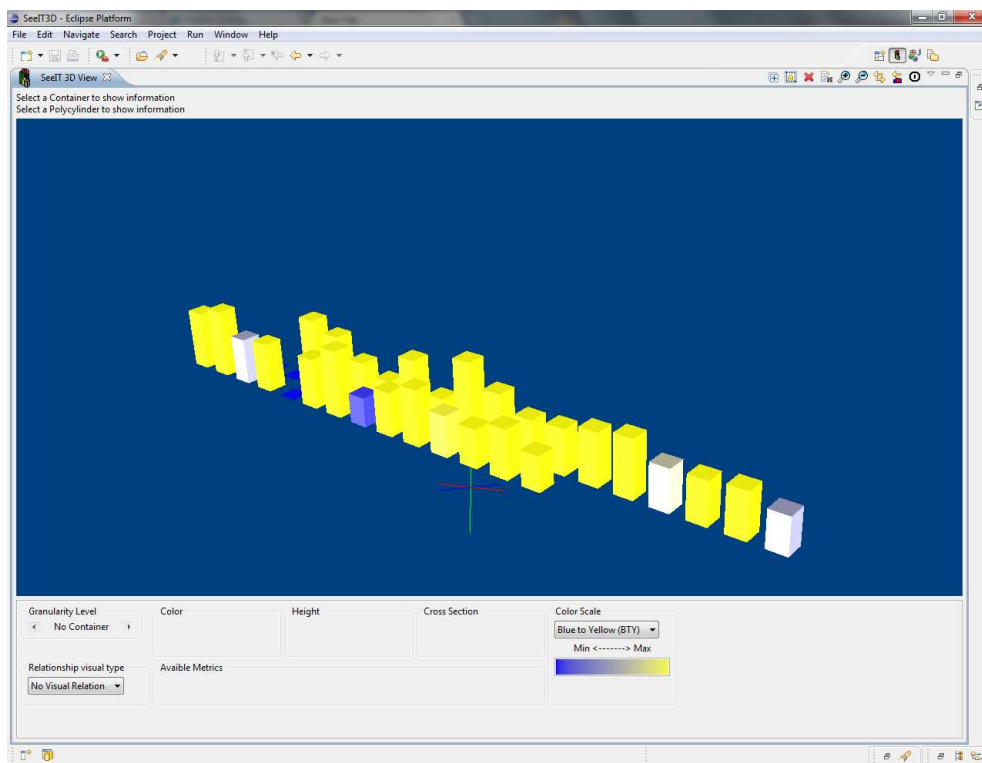 SeeIT3D - Eclipse Platform
File Edit Navigate Search Project Run Window Help
SeeIT 3D View
Select a Container to show information
Select a Polycylinder to show information
Granularity Level
No Container
Color
Height
Cross Section
Color Scale
Blue to Yellow (BTY)
Min <-------> Max
Relationship visual type
No Visual Relation
Avaible Metrics